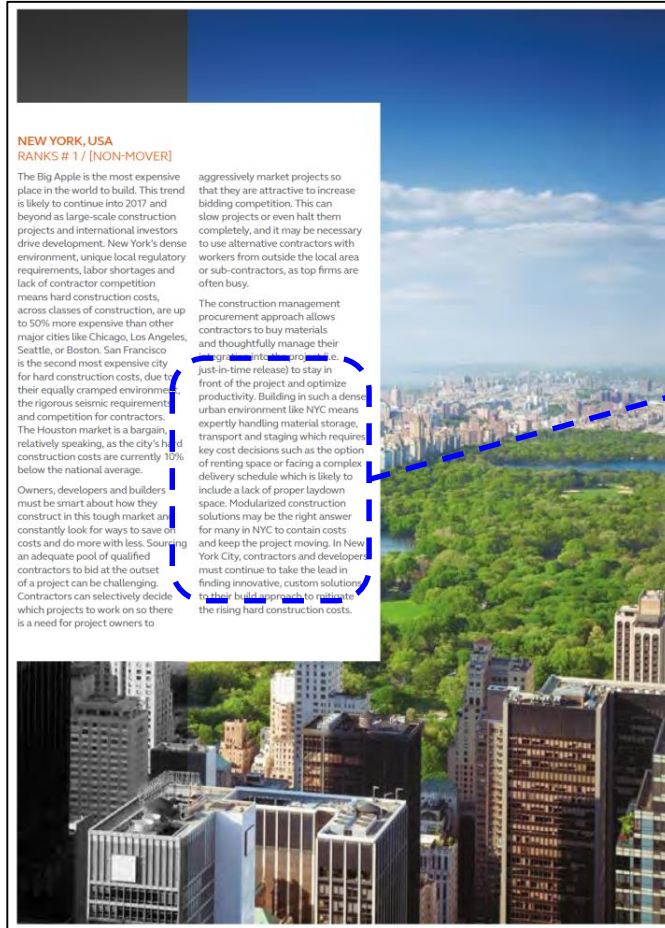 NEW YORK, USA
RANKS # 1 / [NON-MOVER]
The Big Apple is the most expensive
place in the world to build. This trend
is likely to continue into 2017 and
beyond as large-scale construction
projects and international investors
drive development. New York's dense
environment, unique local regulatory
requirements, labor shortages and
lack of contractor competition
means hard construction costs,
across classes of construction, are up
to 50% more expensive than other
major cities like Chicago, Los Angeles,
Seattle, or Boston. San Francisco
is the second most expensive city
for hard construction costs, due to
their equally cramped environment,
the rigorous seismic requirements
and competition for contractors.
The Houston market is a bargain,
relatively speaking, as the city's hard
construction costs are currently 10%
below the national average.
Owners, developers and builders
must be smart about how they
construct in this tough market and
constantly look for ways to save on
costs and do more with less. Sourcing
an adequate pool of qualified
contractors to bid at the outset
of a project can be challenging.
Contractors can selectively decide
which projects to work on so there
is a need for project owners to
aggressively market projects so
that they are attractive to increase
bidding competition. This can
slow projects or even halt them
completely, and it may be necessary
to use alternative contractors with
workers from outside the local area
or sub-contractors, as top firms are
often busy.
The construction management
procurement approach allows
contractors to buy materials
and thoughtfully manage their
integration into the project (i.e.
just-in-time release) to stay in
front of the project and optimize
productivity. Building in such a dense
urban environment like NYC means
expertly handling material storage,
transport and staging which requires
key cost decisions such as the option
of renting space or facing a complex
delivery schedule which is likely to
include a lack of proper laydown
space. Modularized construction
solutions may be the right answer
for many in NYC to contain costs
and keep the project moving. In New
York City, contractors and developers
must continue to take the lead in
finding innovative, custom solutions
to their build approach to mitigate
the rising hard construction costs.